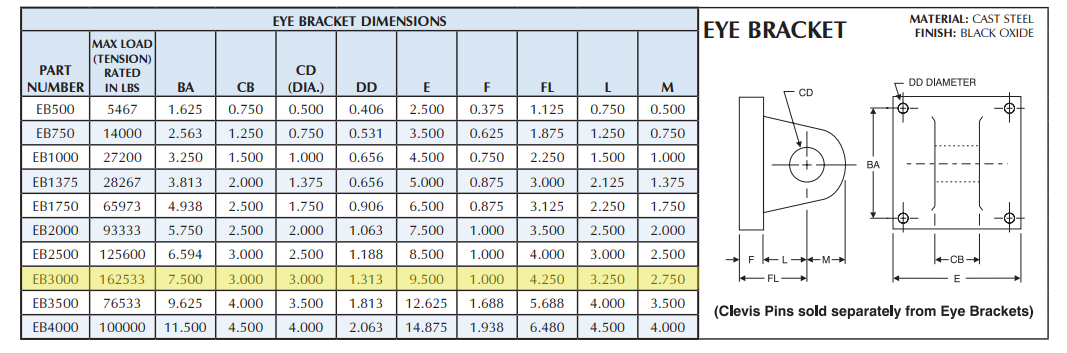 EYE BRACKET DIMENSIONS
PART NUMBER MAX LOAD (TENSION) RATED IN LBS BA CB CD (DIA.) DD E F FL L M
EB500 5467 1.625 0.750 0.500 0.406 2.500 0.375 1.125 0.750 0.500
EB750 14000 2.563 1.250 0.750 0.531 3.500 0.625 1.875 1.250 0.750
EB1000 27200 3.250 1.500 1.000 0.656 4.500 0.750 2.250 1.500 1.000
EB1375 28267 3.813 2.000 1.375 0.656 5.000 0.875 3.000 2.125 1.375
EB1750 65973 4.938 2.500 1.750 0.906 6.500 0.875 3.125 2.250 1.750
EB2000 93333 5.750 2.500 2.000 1.063 7.500 1.000 3.500 2.500 2.000
EB2500 125600 6.594 3.000 2.500 1.188 8.500 1.000 4.000 3.000 2.500
EB3000 162533 7.500 3.000 3.000 1.313 9.500 1.000 4.250 3.250 2.750
EB3500 76533 9.625 4.000 3.500 1.813 12.625 1.688 5.688 4.000 3.500
EB4000 100000 11.500 4.500 4.000 2.063 14.875 1.938 6.480 4.500 4.000
EYE BRACKET
MATERIAL: CAST STEEL
FINISH: BLACK OXIDE
CD
DD DIAMETER
BA
F L M
CB
FL
E
(Clevis Pins sold separately from Eye Brackets)